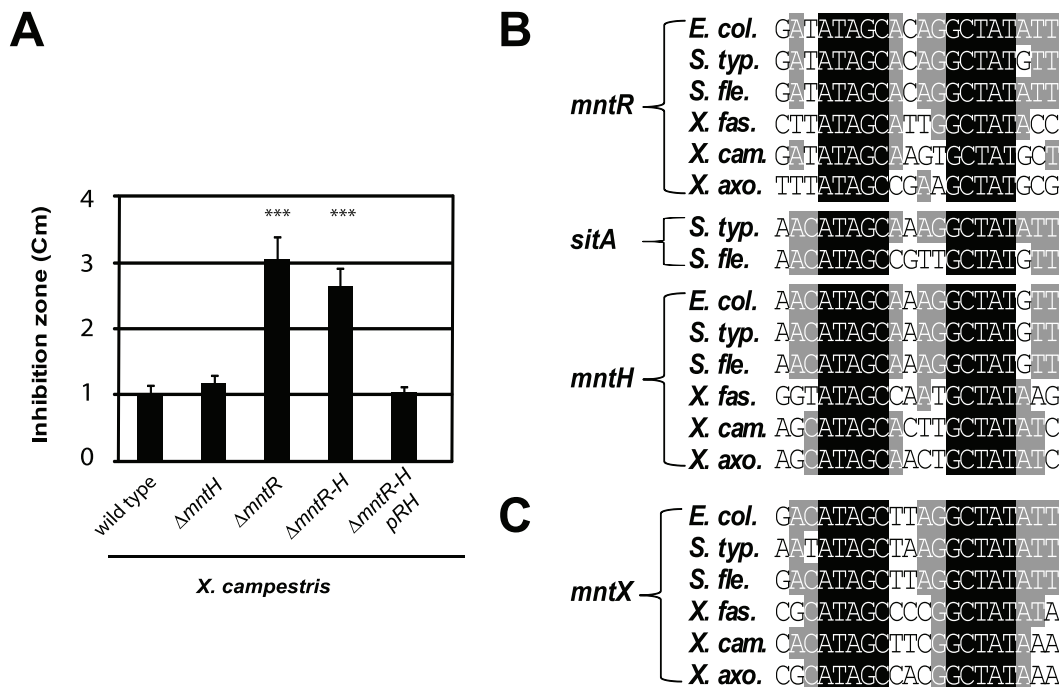 A
Inhibition zone (Cm)
4
3
2
1
0
***
***
wild type
ΔmntH
ΔmntR
ΔmntR-H
ΔmntR-H
pRH
X. campestris
B
mntR
E. col. GATATAGCACAGGCTATATT
S. typ. GATATAGCACAGGCTATGTT
S. fle. GATATAGCACAGGCTATATT
X. fas. CTTATAGCATTGGCTATACC
X. cam. GATATAGCAAGTGCTATGCT
X. axo. TTTATAGCCGAAGCTATGCG
sitA
S. typ. AACATAGCAAAGGCTATATT
S. fle. AACATAGCCGTTGCTATGTT
mntH
E. col. AACATAGCAAAGGCTATGTT
S. typ. AACATAGCAAAGGCTATGTT
S. fle. AACATAGCAAAGGCTATGTT
X. fas. GGTATAGCCAATGCTATAAG
X. cam. AGCATAGCACTTGCTATATC
X. axo. AGCATAGCAACTGCTATATC
C
mntX
E. col. GACATAGCTTAGGCTATATT
S. typ. AATATAGCTAAGGCTATATT
S. fle. GACATAGCTTAGGCTATATT
X. fas. CGCATAGCCCCGGCTATATA
X. cam. CACATAGCTTCGGCTATAAA
X. axo. CGCATAGCCACGGCTATAAA